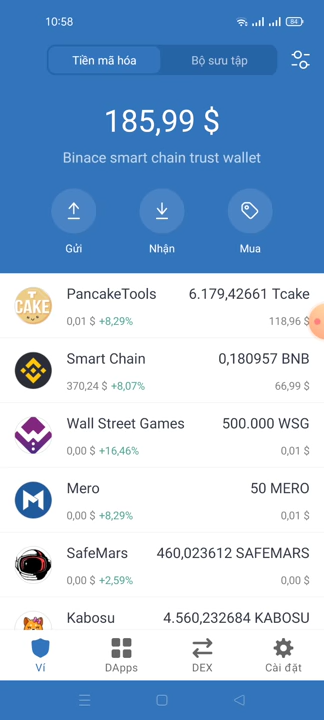 10:58
84
Tiền mã hóa
Bộ sưu tập
185,99 $
Binace smart chain trust wallet
Gửi
Nhận
Mua
CAKE
PancakeTools
6.179,42661 Tcake
0,01 $ +8,29%
118,96 $
Smart Chain
0,180957 BNB
370,24 $ +8,07%
66,99 $
Wall Street Games
500.000 WSG
0,00 $ +16,46%
0,01 $
Mero
50 MERO
0,00 $ +8,29%
0,01 $
SafeMars
460,023612 SAFEMARS
0,00 $ +2,59%
0,00 $
Kabosu
4.560,232684 KABOSU
Ví
DApps
DEX
Cài đặt